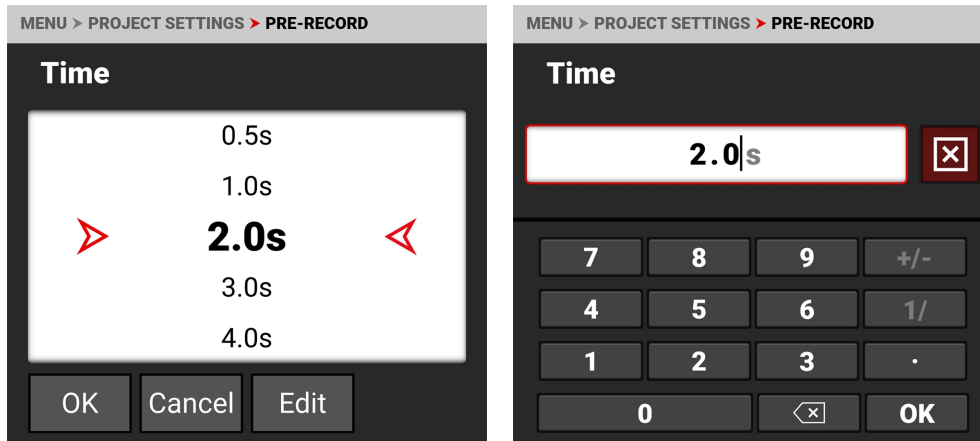 MENU > PROJECT SETTINGS > PRE-RECORD
Time
0.5s
1.0s
2.0s
3.0s
4.0s
OK Cancel Edit
MENU > PROJECT SETTINGS > PRE-RECORD
Time
2.0s
7 8 9 +/-
4 5 6 1/
1 2 3 .
0 OK